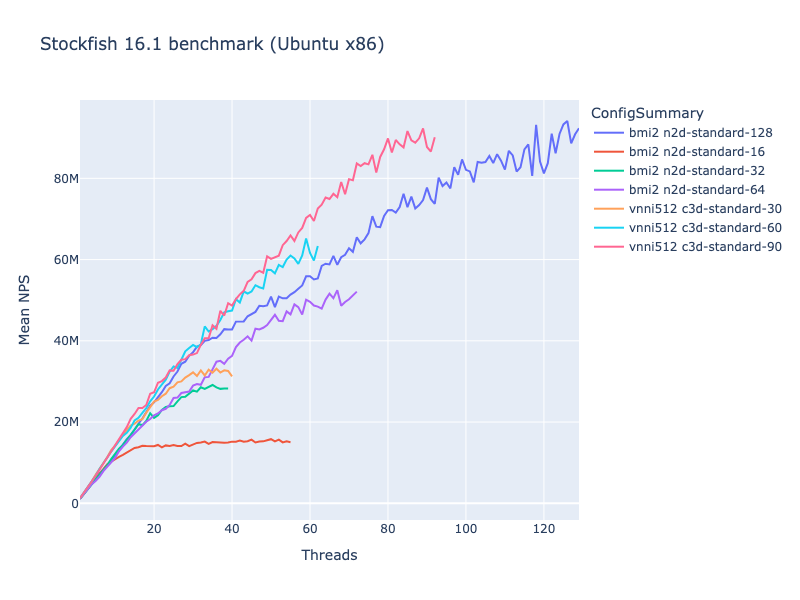 Stockfish 16.1 benchmark (Ubuntu x86)
ConfigSummary
bmi2 n2d-standard-128
bmi2 n2d-standard-16
bmi2 n2d-standard-32
bmi2 n2d-standard-64
vnni512 c3d-standard-30
vnni512 c3d-standard-60
vnni512 c3d-standard-90
Mean NPS
80M
60M
40M
20M
0
20 40 60 80 100 120
Threads